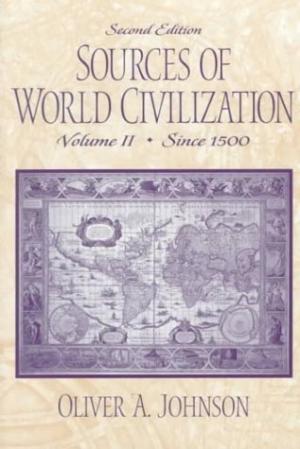 Second Edition
SOURCES OF
WORLD CIVILIZATION
Volume II • Since 1500
OLIVER A. JOHNSON